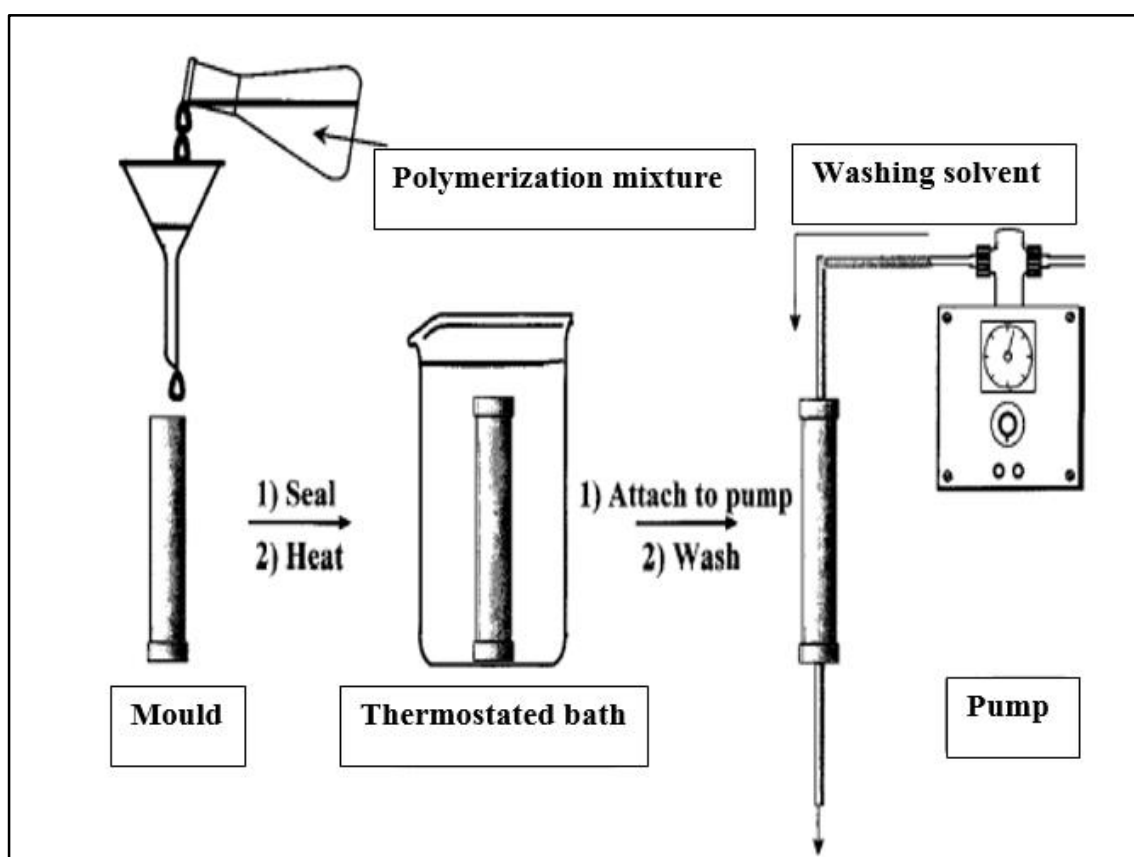 Polymerization mixture
Washing solvent
1) Seal
2) Heat
1) Attach to pump
2) Wash
Mould
Thermostated bath
Pump